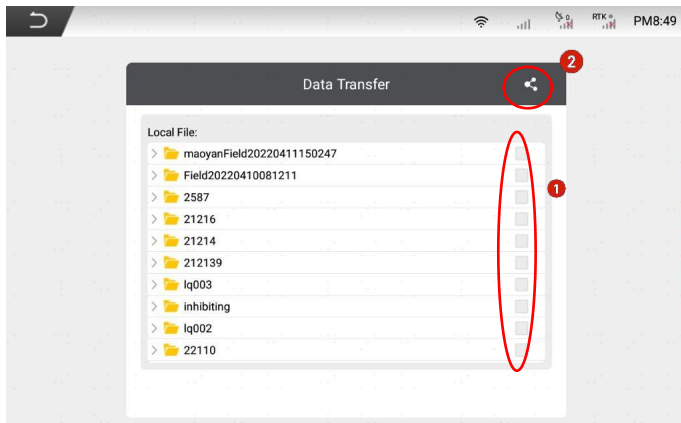 0
RTK
PM8:49
2
Data Transfer
Local File:
maoyanField20220411150247
Field20220410081211
1
2587
21216
21214
212139
lq003
inhibiting
lq002
22110